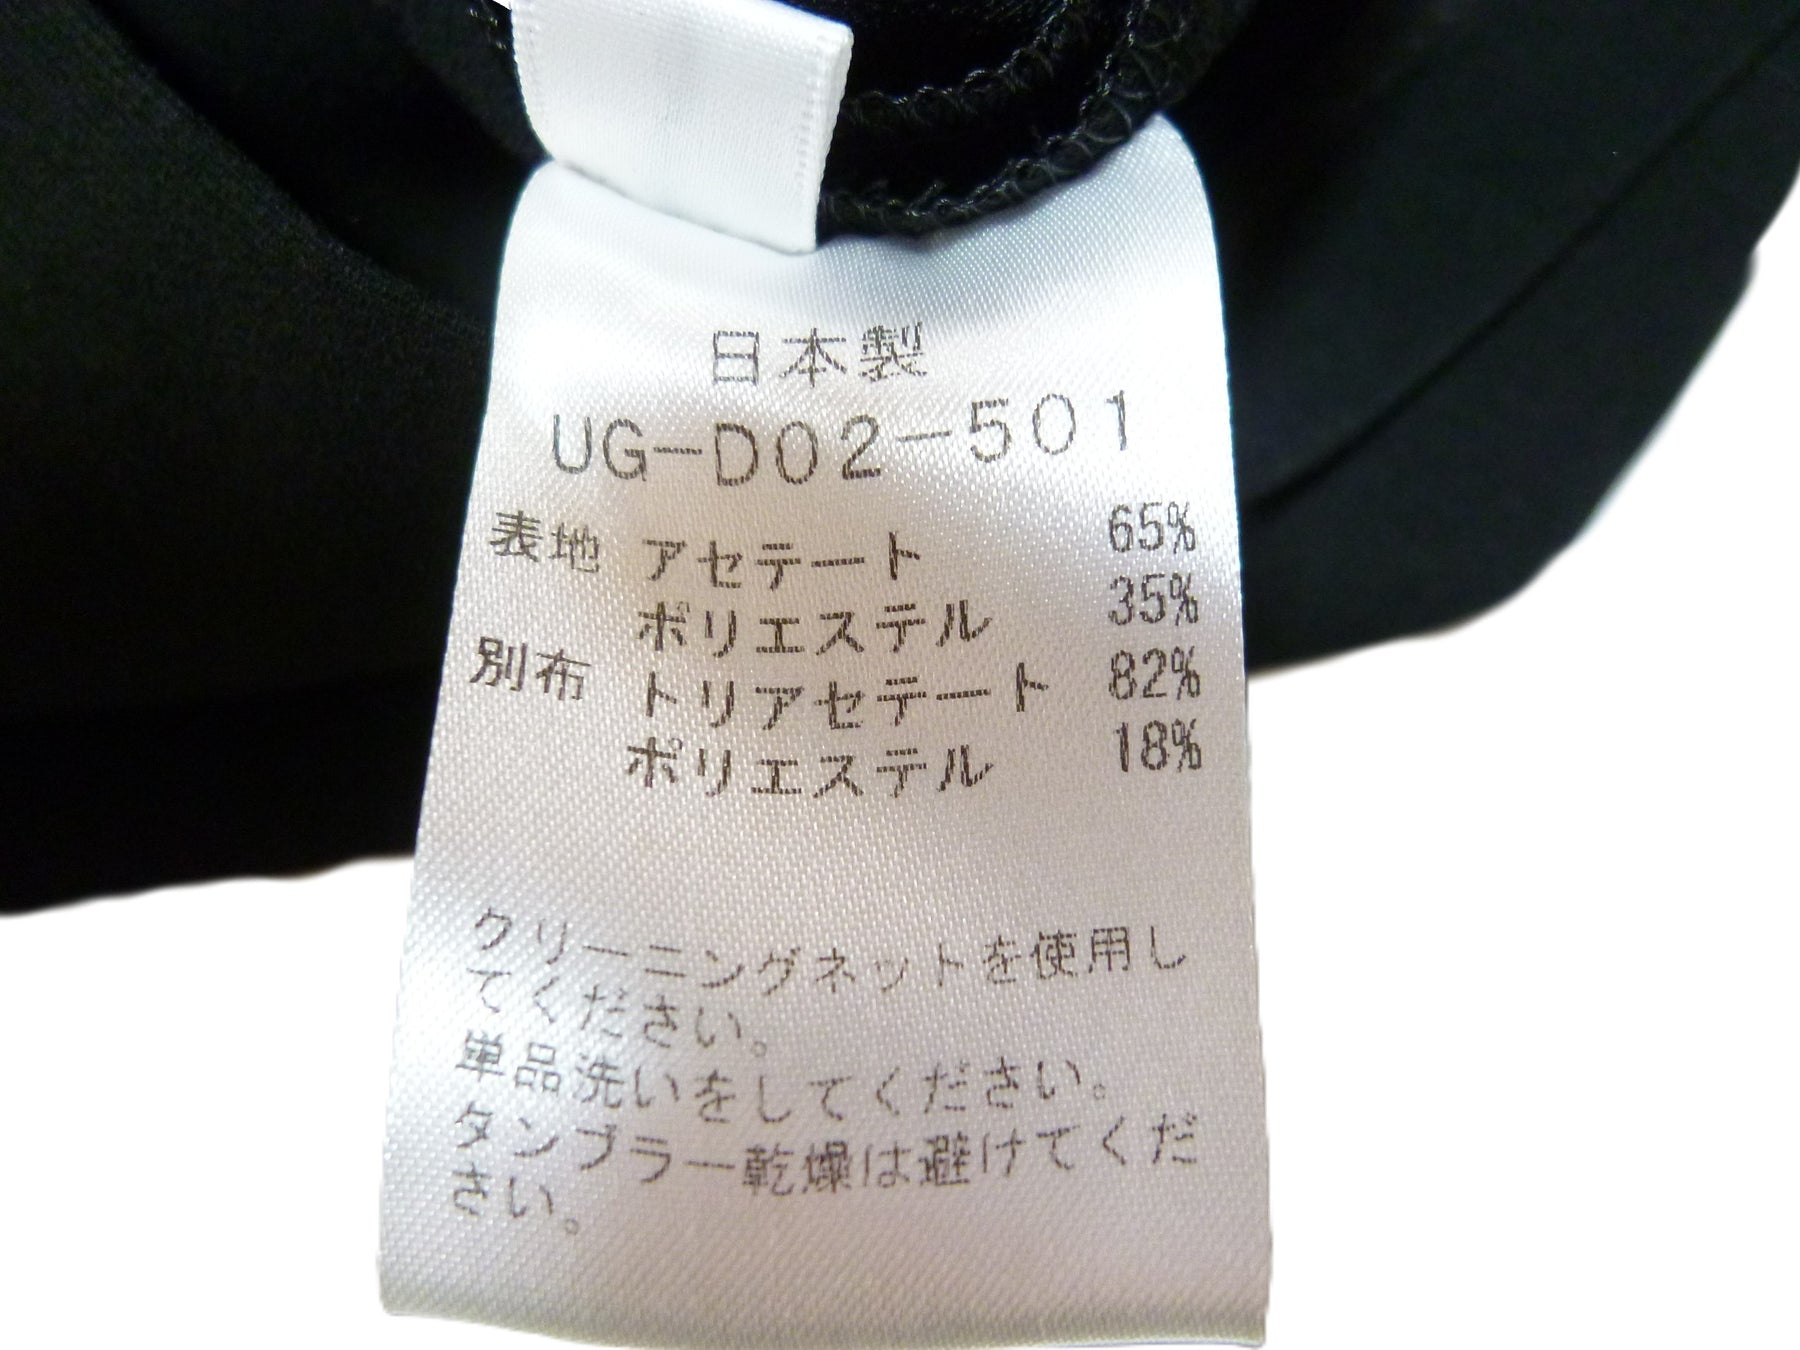 日本製
UG-D02-501
表地 アセテート 65%
ポリエステル 35%
別布 トリアセテート 82%
ポリエステル 18%
クリーニングネットを使用し
てください。
単品洗いをしてください。
タンブラー乾燥は避けてくだ
さい。